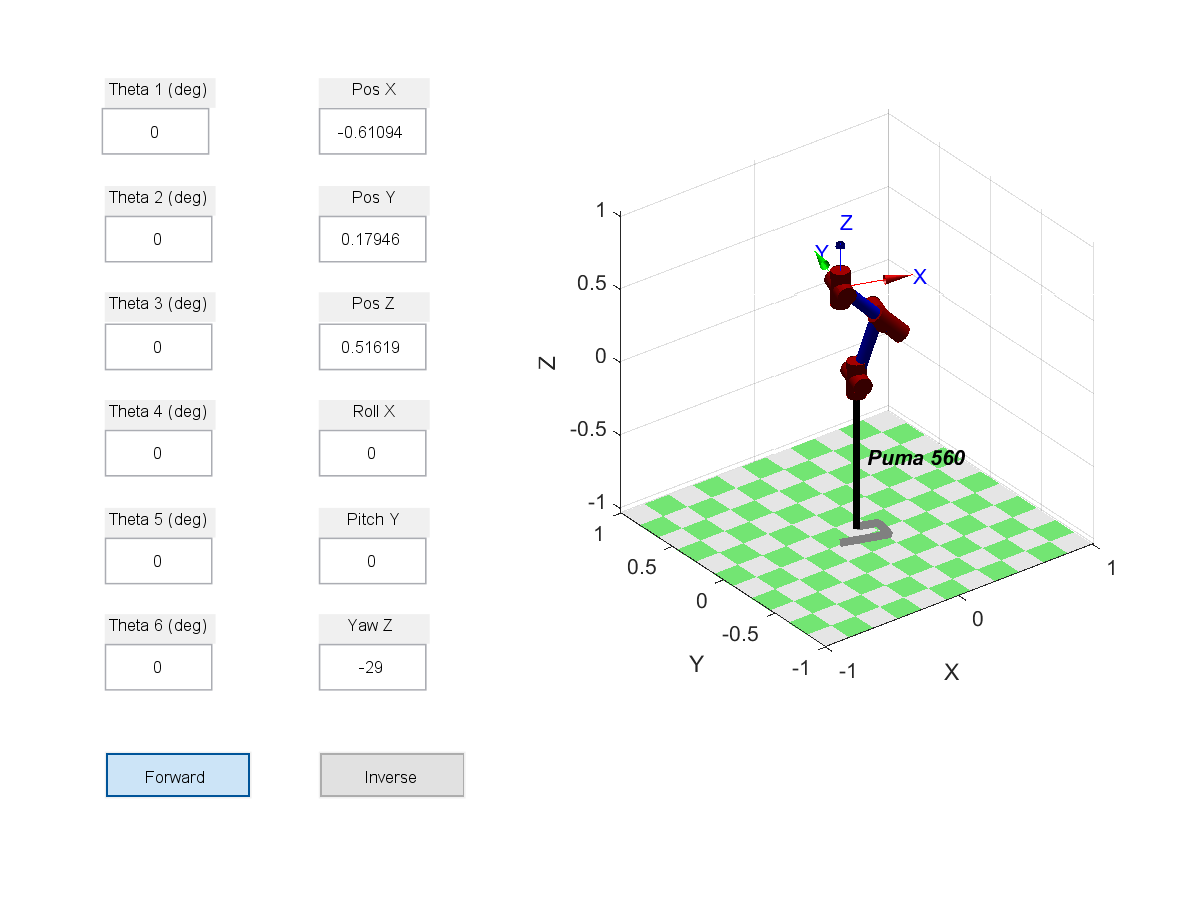 Theta 1 (deg)
0
Pos X
-0.61094
Theta 2 (deg)
0
Pos Y
0.17946
Theta 3 (deg)
0
Pos Z
0.51619
Theta 4 (deg)
0
Roll X
0
Theta 5 (deg)
0
Pitch Y
0
Theta 6 (deg)
0
Yaw Z
-29
Forward
Inverse
Z
Y
X
Puma 560
1
0.5
0
-0.5
-1
Z
1
0.5
0
-0.5
-1
Y
-1
0
1
X